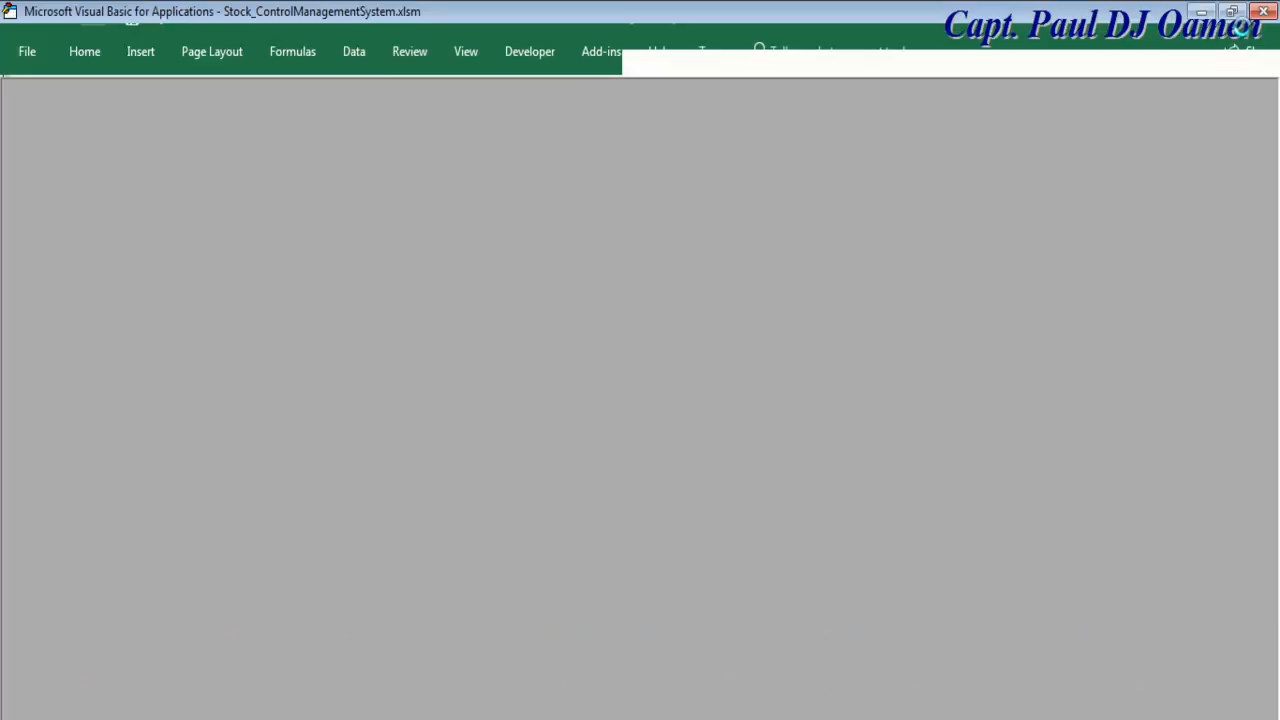 Microsoft Visual Basic for Applications - Stock_ControlManagementSystem.xlsm
Capt. Paul DJ Oamen
File Home Insert Page Layout Formulas Data Review View Developer Add-ins